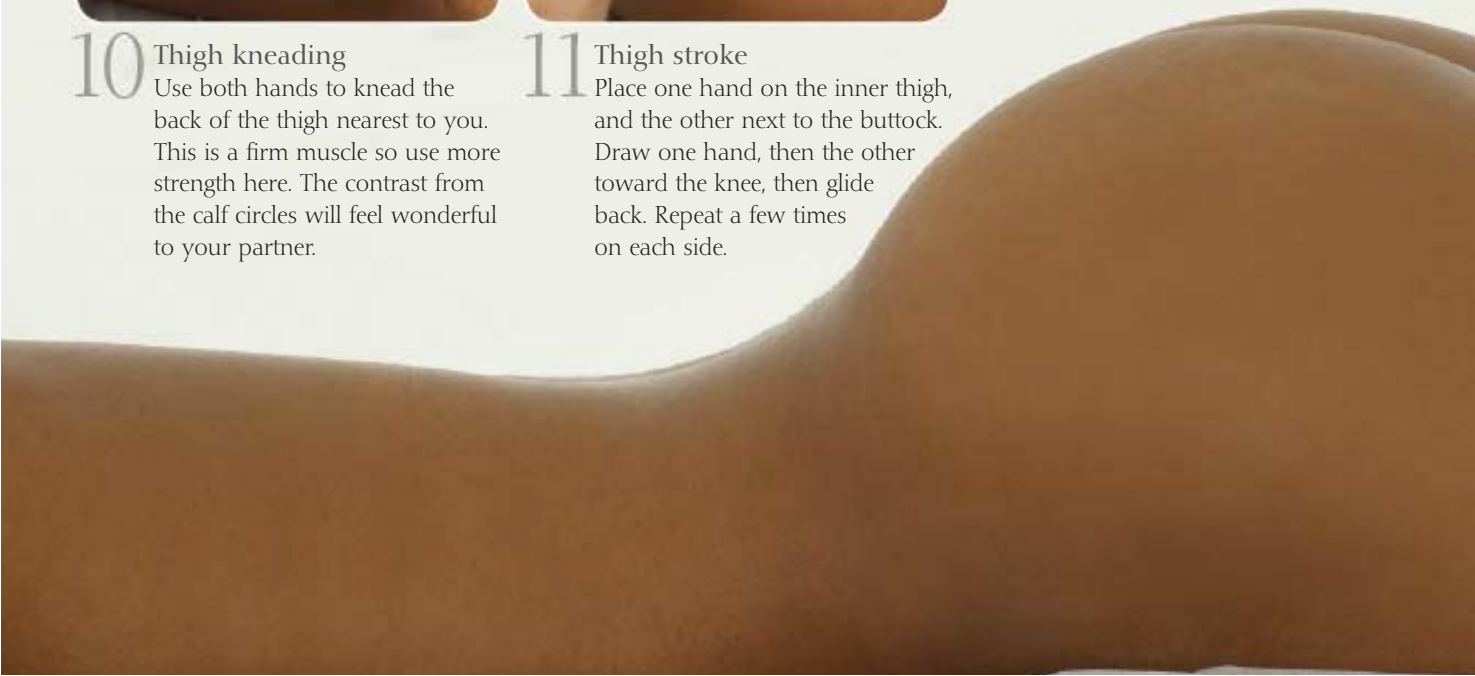 10
Thigh kneading
Use both hands to knead the
back of the thigh nearest to you.
This is a firm muscle so use more
strength here. The contrast from
the calf circles will feel wonderful
to your partner.
11
Thigh stroke
Place one hand on the inner thigh,
and the other next to the buttock.
Draw one hand, then the other
toward the knee, then glide
back. Repeat a few times
on each side.